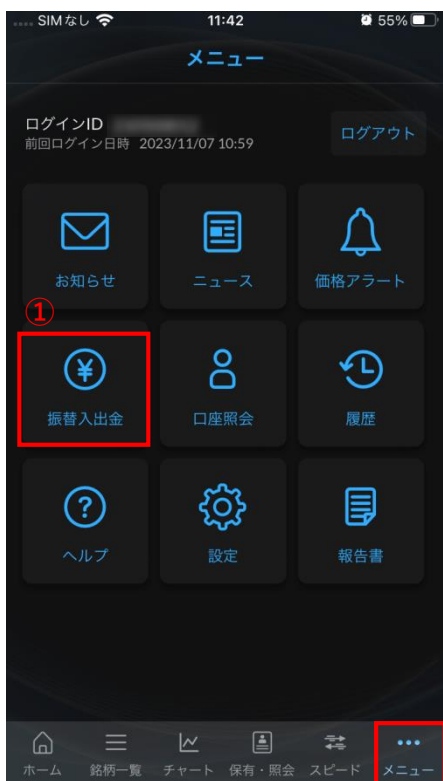 SIMなし 11:42 55%
メニュー
ログインID
前回ログイン日時 2023/11/07 10:59
ログアウト
お知らせ ニュース 価格アラート
①
振替入出金 口座照会 履歴
ヘルプ 設定 報告書
ホーム 銘柄一覧 チャート 保有・照会 スピード メニュー